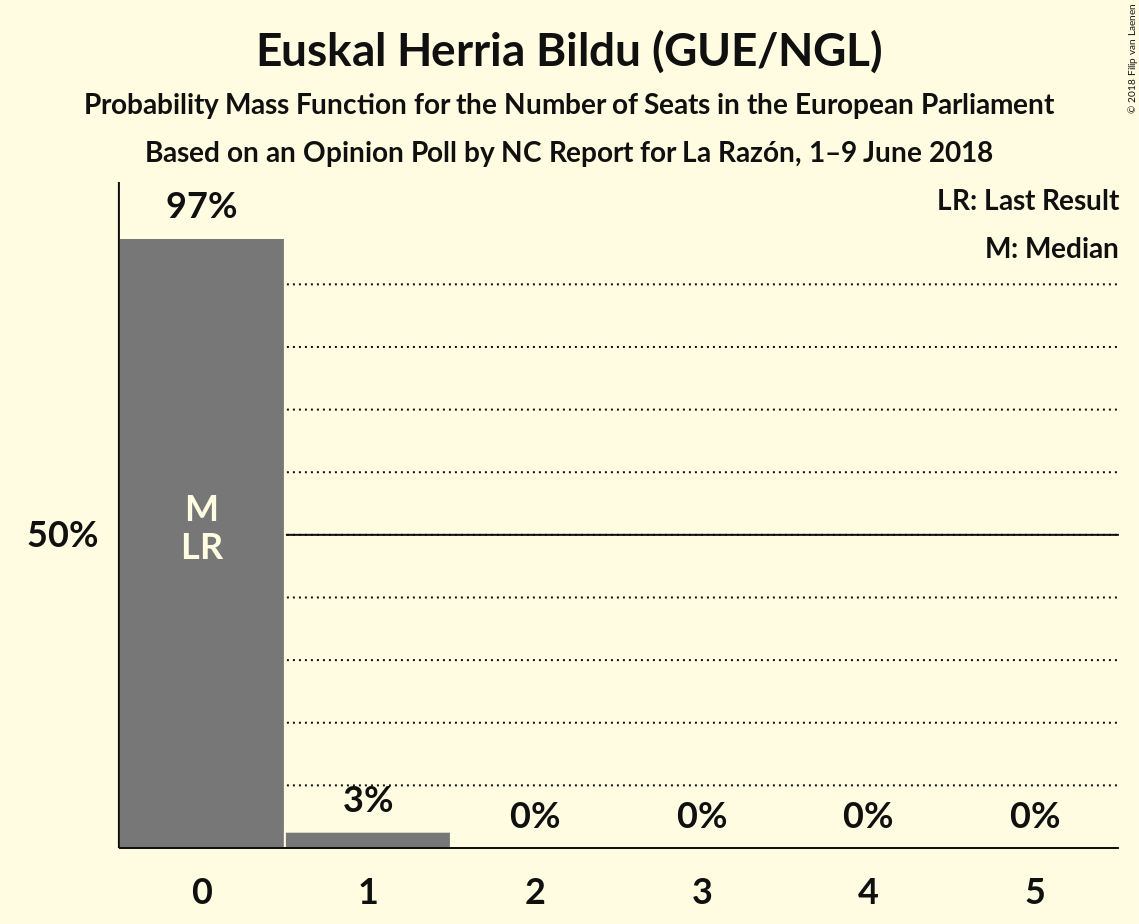 Euskal Herria Bildu (GUE/NGL)
Probability Mass Function for the Number of Seats in the European Parliament
Based on an Opinion Poll by NC Report for La Razón, 1–9 June 2018
© 2018 Filip van Laenen
LR: Last Result
M: Median
97%
M
LR
50%
3%
0%
0%
0%
0%
0
1
2
3
4
5